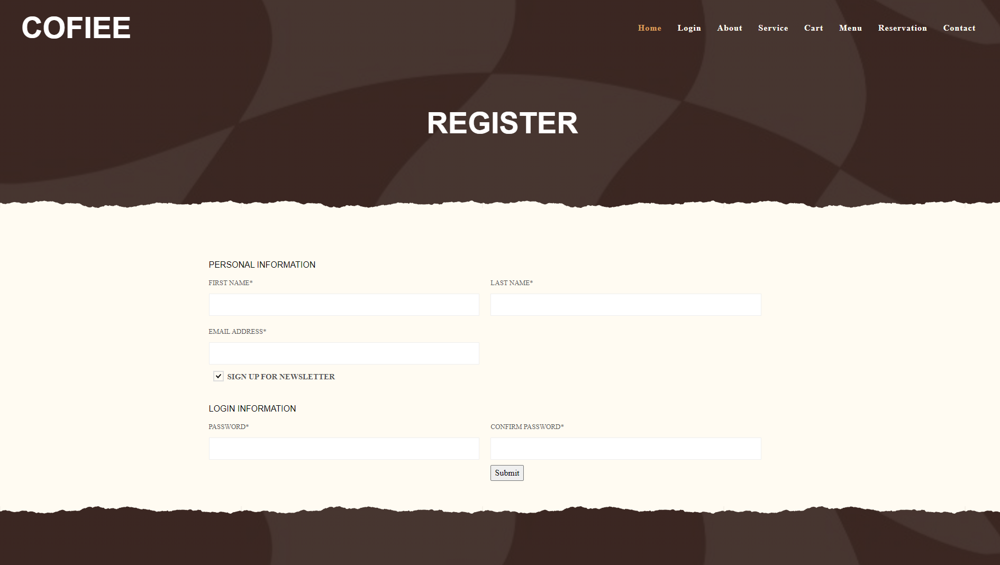 COFIEE
Home Login About Service Cart Menu Reservation Contact
REGISTER
PERSONAL INFORMATION
FIRST NAME* LAST NAME*
EMAIL ADDRESS*
SIGN UP FOR NEWSLETTER
LOGIN INFORMATION
PASSWORD* CONFIRM PASSWORD*
Submit